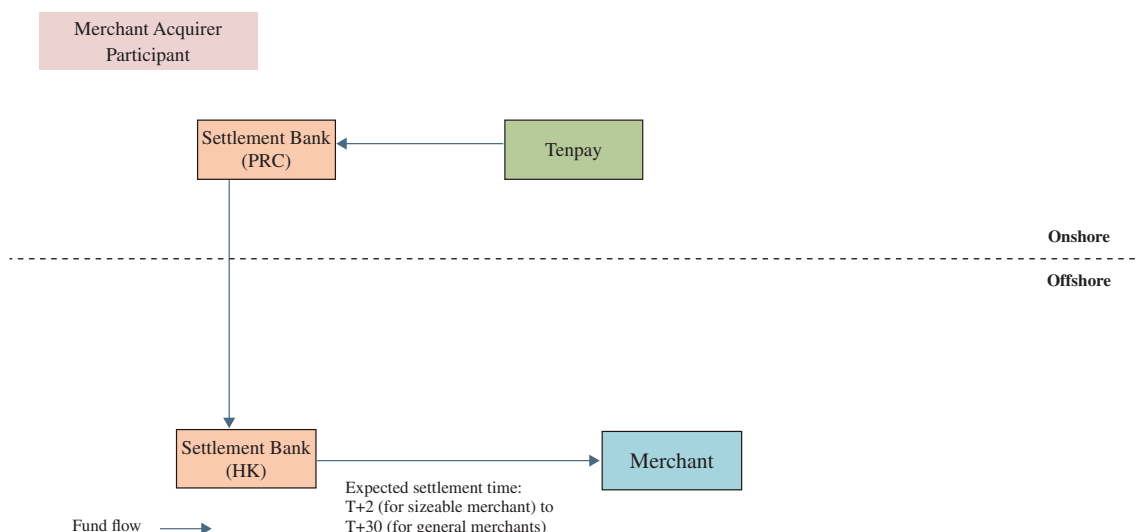 Merchant Acquirer
Participant
Settlement Bank
(PRC)
Tenpay
Onshore
Offshore
Settlement Bank
(HK)
Merchant
Expected settlement time:
T+2 (for sizeable merchant) to
T+30 (for general merchants)
Fund flow